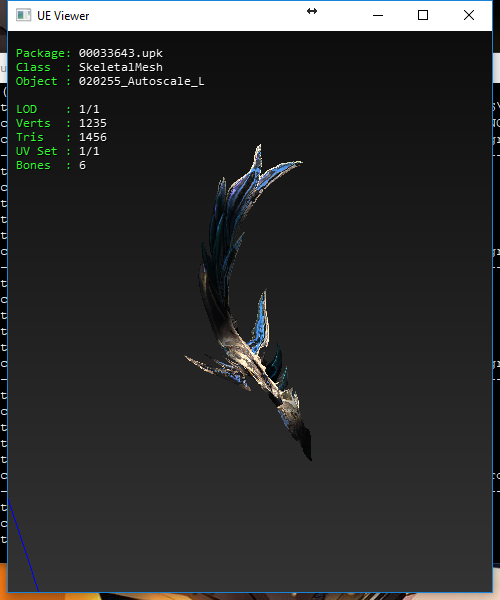 UE Viewer
Package: 00033643.upk
Class : SkeletalMesh
Object : 020255_Autoscale_L
LOD : 1/1
Verts : 1235
Tris : 1456
UV Set : 1/1
Bones : 6